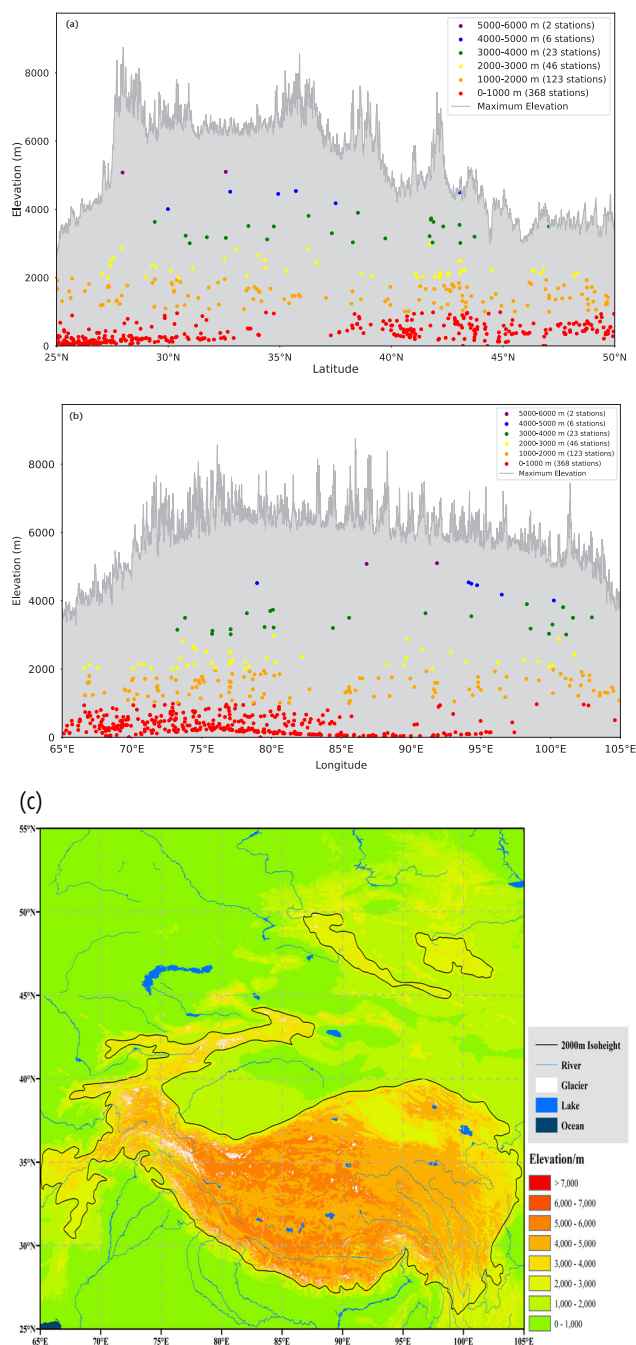 (a)
5000-6000 m (2 stations)
4000-5000 m (6 stations)
3000-4000 m (23 stations)
2000-3000 m (46 stations)
1000-2000 m (123 stations)
0-1000 m (368 stations)
Maximum Elevation
8000
6000
4000
2000
0
Elevation (m)
25°N 30°N 35°N 40°N 45°N 50°N
Latitude
(b)
5000-6000 m (2 stations)
4000-5000 m (6 stations)
3000-4000 m (23 stations)
2000-3000 m (46 stations)
1000-2000 m (123 stations)
0-1000 m (368 stations)
Maximum Elevation
8000
6000
4000
2000
0
Elevation (m)
65°E 70°E 75°E 80°E 85°E 90°E 95°E 100°E 105°E
Longitude
(c)
55°N
50°N
45°N
40°N
35°N
30°N
25°N
65°E 70°E 75°E 80°E 85°E 90°E 95°E 100°E 105°E
2000m Isoheight
River
Glacier
Lake
Ocean
Elevation/m
> 7,000
6,000 - 7,000
5,000 - 6,000
4,000 - 5,000
3,000 - 4,000
2,000 - 3,000
1,000 - 2,000
0 - 1,000